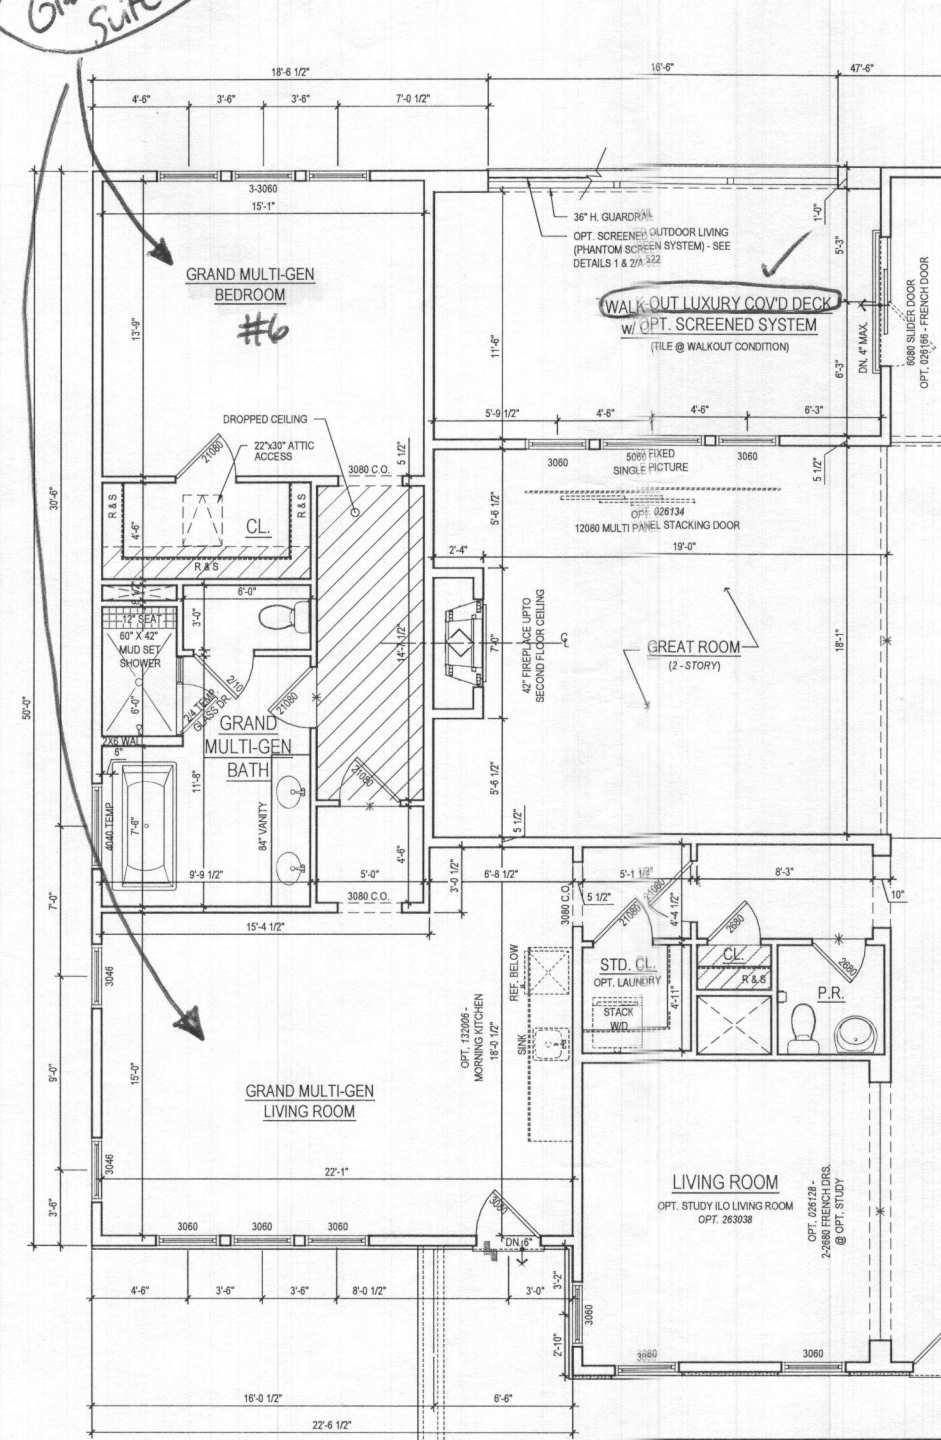 Suite
18'-6 1/2"
16'-6"
47'-6"
4'-6"
3'-6"
3'-6"
7'-0 1/2"
3-3060
15'-1"
36" H. GUARDRAIL
OPT. SCREENED OUTDOOR LIVING
(PHANTOM SCREEN SYSTEM) - SEE
DETAILS 1 & 2/A-522
1'-0"
5'-3"
GRAND MULTI-GEN
BEDROOM
#6
13'-9"
WALK-OUT LUXURY COV'D DECK
w/ OPT. SCREENED SYSTEM
(TILE @ WALKOUT CONDITION)
11'-6"
6'-3"
DN. 4" MAX.
6080 SLIDER DOOR
OPT. 026166 - FRENCH DOOR
5'-9 1/2"
4'-6"
4'-6"
6'-3"
DROPPED CEILING
22"x30" ATTIC
ACCESS
21080
3080 C.O.
5 1/2"
3060
5060 FIXED
SINGLE PICTURE
3060
5 1/2"
30'-6"
50'-0"
R & S
4'-6"
CL.
R & S
R & S
5'-6 1/2"
OPT. 026134
12080 MULTI PANEL STACKING DOOR
2'-4"
19'-0"
6'-0"
3'-0"
12" SEAT
60" X 42"
MUD SET
SHOWER
6'-0"
2/10
2/4 TEMP.
GLASS DR
21080
14'-7 1/2"
7'-0"
42" FIREPLACE UPTO
SECOND FLOOR CEILING
GREAT ROOM
(2 - STORY)
18'-1"
2X6 WALL
6"
GRAND
MULTI-GEN
BATH
11'-8"
84" VANITY
4040 TEMP
7'-6"
21080
5'-6 1/2"
5 1/2"
4'-6"
9'-9 1/2"
5'-0"
3'-0 1/2"
6'-8 1/2"
5'-1 1/2"
8'-3"
3080 C.O.
3080 C.O.
5 1/2"
21080
21080
4'-4 1/2"
2680
10"
7'-0"
15'-4 1/2"
3046
REF. BELOW
STD. CL.
OPT. LAUNDRY
STACK
W/D
4'-11"
CL.
R & S
2680
P.R.
OPT. 132006 -
MORNING KITCHEN
18'-0 1/2"
SINK
9'-0"
15'-0"
GRAND MULTI-GEN
LIVING ROOM
3046
22'-1"
3'-6"
LIVING ROOM
OPT. STUDY ILO LIVING ROOM
OPT. 263038
OPT. 026128 -
2-2680 FRENCH DRS.
@ OPT. STUDY
3060
3060
3060
3080
DN. 6"
4'-6"
3'-6"
3'-6"
8'-0 1/2"
3'-0"
3'-2"
2'-10"
3060
3060
3060
16'-0 1/2"
6'-6"
22'-6 1/2"